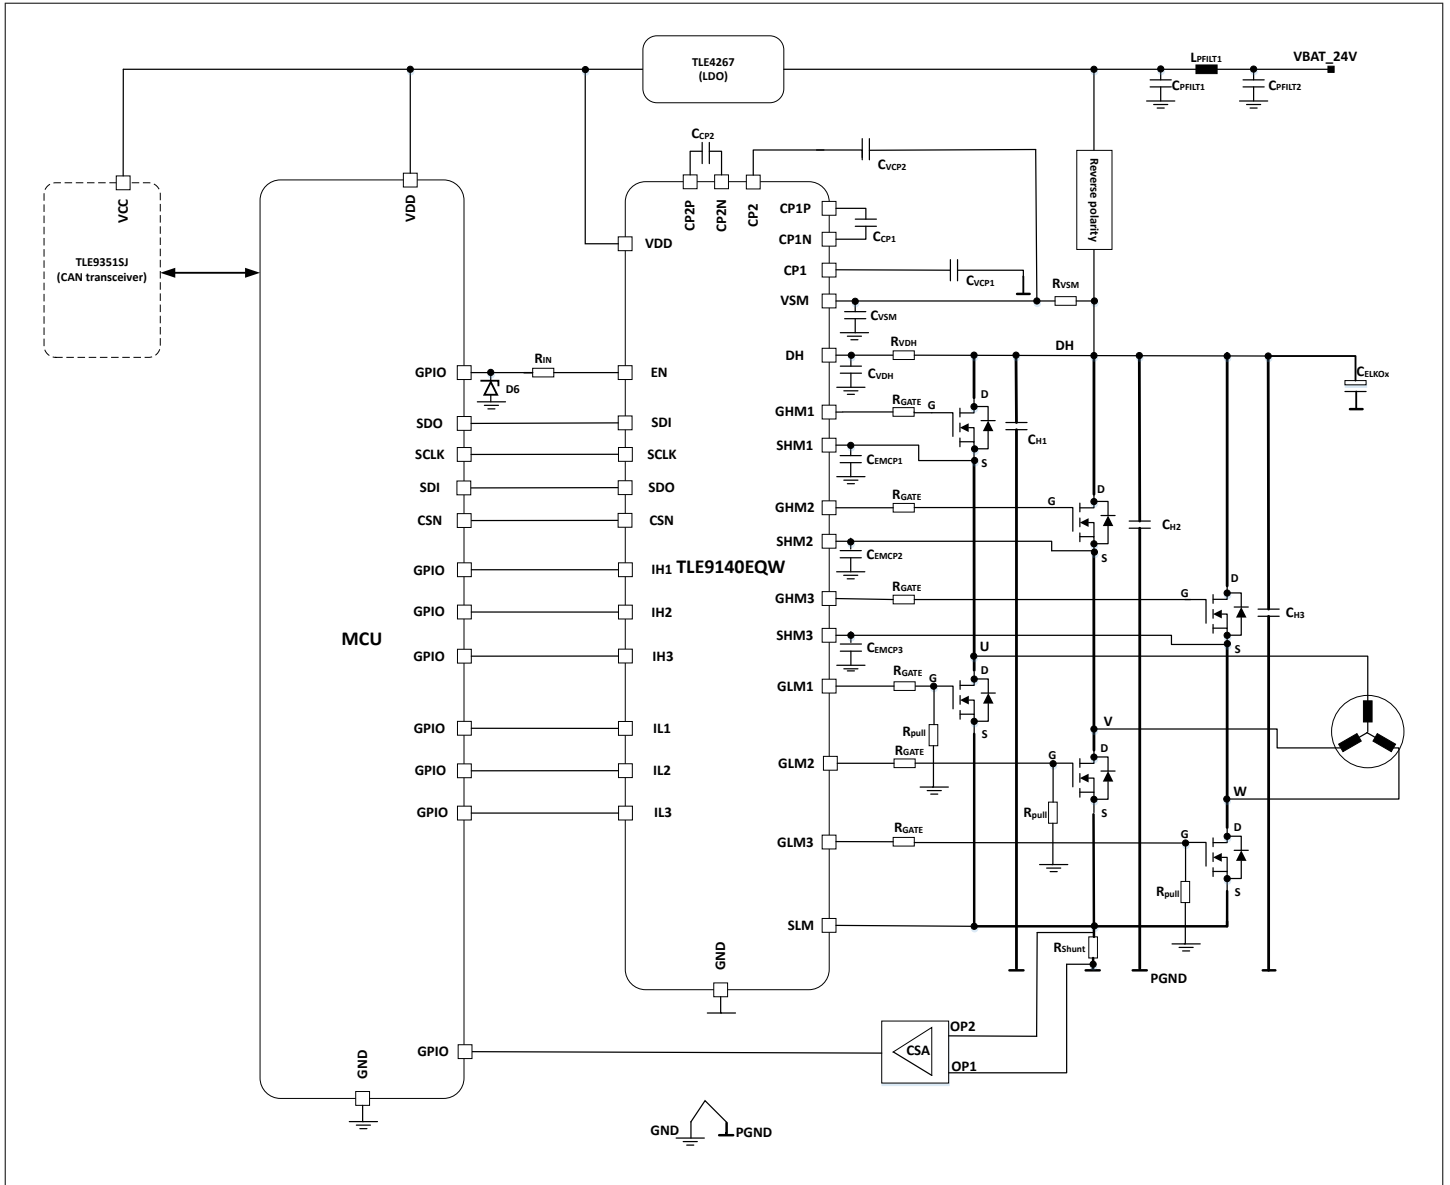 TLE4267
(LDO)
LPFILT1
VBAT_24V
CPFILT1
CPFILT2
CCP2
CVCP2
Reverse polarity
VCC
VDD
CP2P
CP2N
CP2
CP1P
CP1N
CCP1
VDD
TLE9351SJ
(CAN transceiver)
CP1
CVCP1
VSM
CVSM
RVSM
DH
RVDH
DH
CVDH
CELKOx
GPIO
RIN
EN
D6
GHM1
RGATE
G
D
S
CH1
SDO
SDI
SHM1
CEMCP1
SCLK
SCLK
SDI
SDO
GHM2
RGATE
G
D
S
CH2
CSN
CSN
SHM2
CEMCP2
GPIO
IH1
TLE9140EQW
GHM3
RGATE
G
D
S
CH3
GPIO
IH2
MCU
SHM3
CEMCP3
GPIO
IH3
U
GLM1
RGATE
G
D
S
Rpull
GPIO
IL1
V
GLM2
RGATE
G
D
S
Rpull
GPIO
IL2
W
GPIO
IL3
GLM3
RGATE
G
D
S
Rpull
SLM
RShunt
GND
PGND
GPIO
CSA
OP2
OP1
GND
GND
PGND